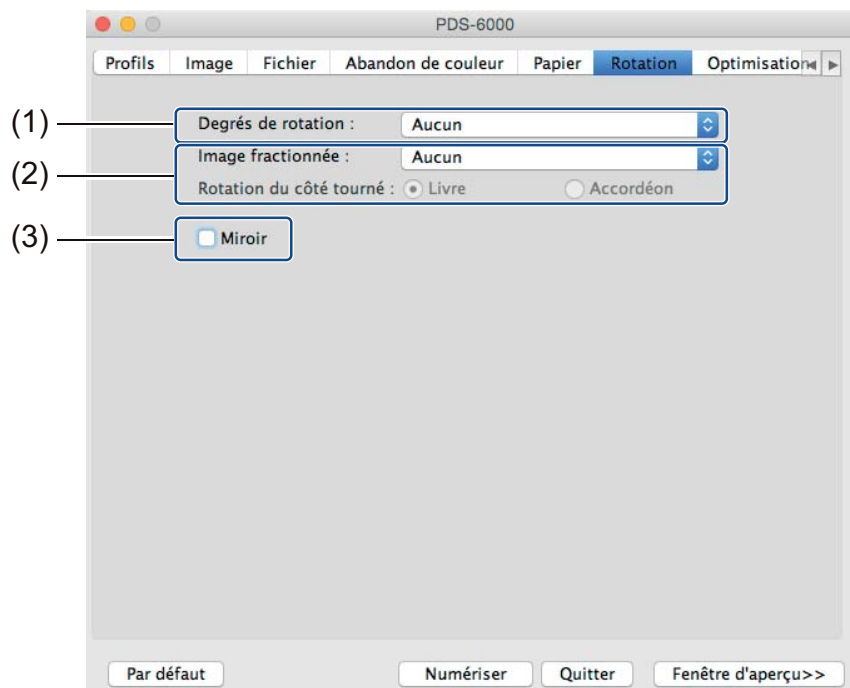 PDS-6000
Profils Image Fichier Abandon de couleur Papier Rotation Optimisation
(1) Degrés de rotation : Aucun
(2) Image fractionnée : Aucun
Rotation du côté tourné : Livre Accordéon
(3) Miroir
Par défaut Numériser Quitter Fenêtre d'aperçu>>